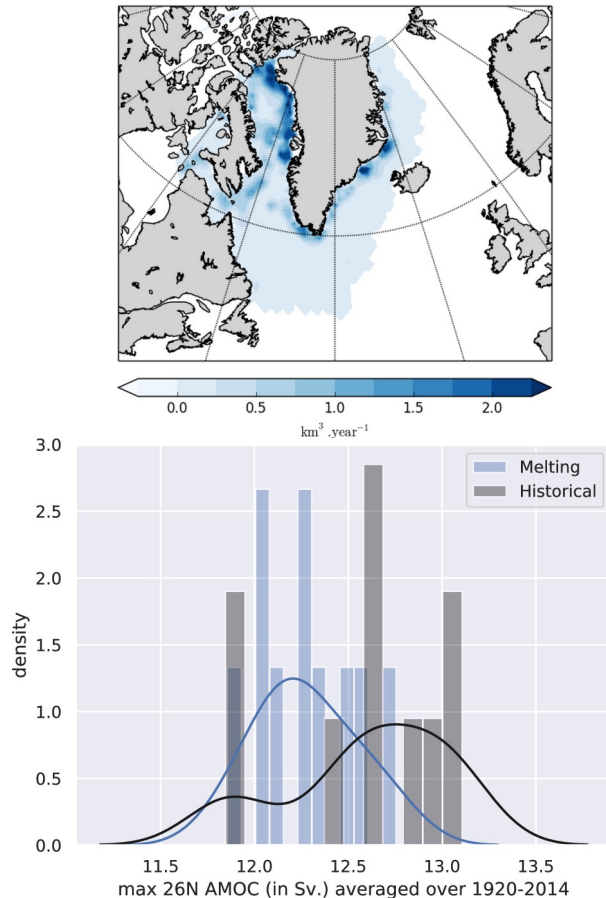 0.0 0.5 1.0 1.5 2.0
km³ .year⁻¹
3.0
Melting
Historical
2.5
2.0
1.5
1.0
0.5
0.0
density
11.5 12.0 12.5 13.0 13.5
max 26N AMOC (in Sv.) averaged over 1920-2014